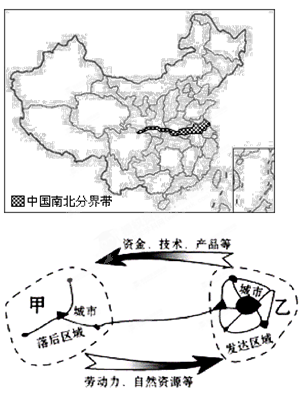 中国南北分界带
资金、技术、产品等
甲
城市
落后区域
城市
乙
发达区域
劳动力、自然资源等